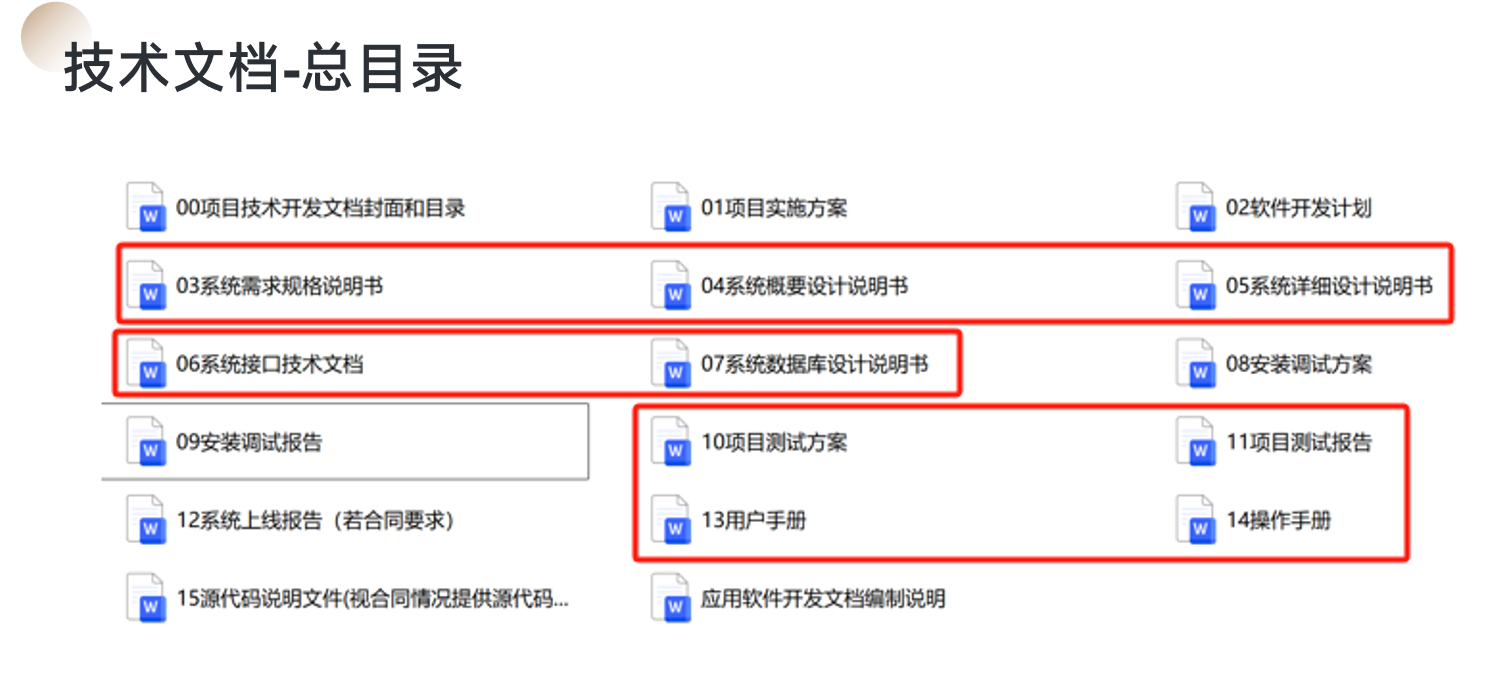 技术文档-总目录
00项目技术开发文档封面和目录
01项目实施方案
02软件开发计划
03系统需求规格说明书
04系统概要设计说明书
05系统详细设计说明书
06系统接口技术文档
07系统数据库设计说明书
08安装调试方案
09安装调试报告
10项目测试方案
11项目测试报告
12系统上线报告（若合同要求）
13用户手册
14操作手册
15源代码说明文件(视合同情况提供源代码...
应用软件开发文档编制说明